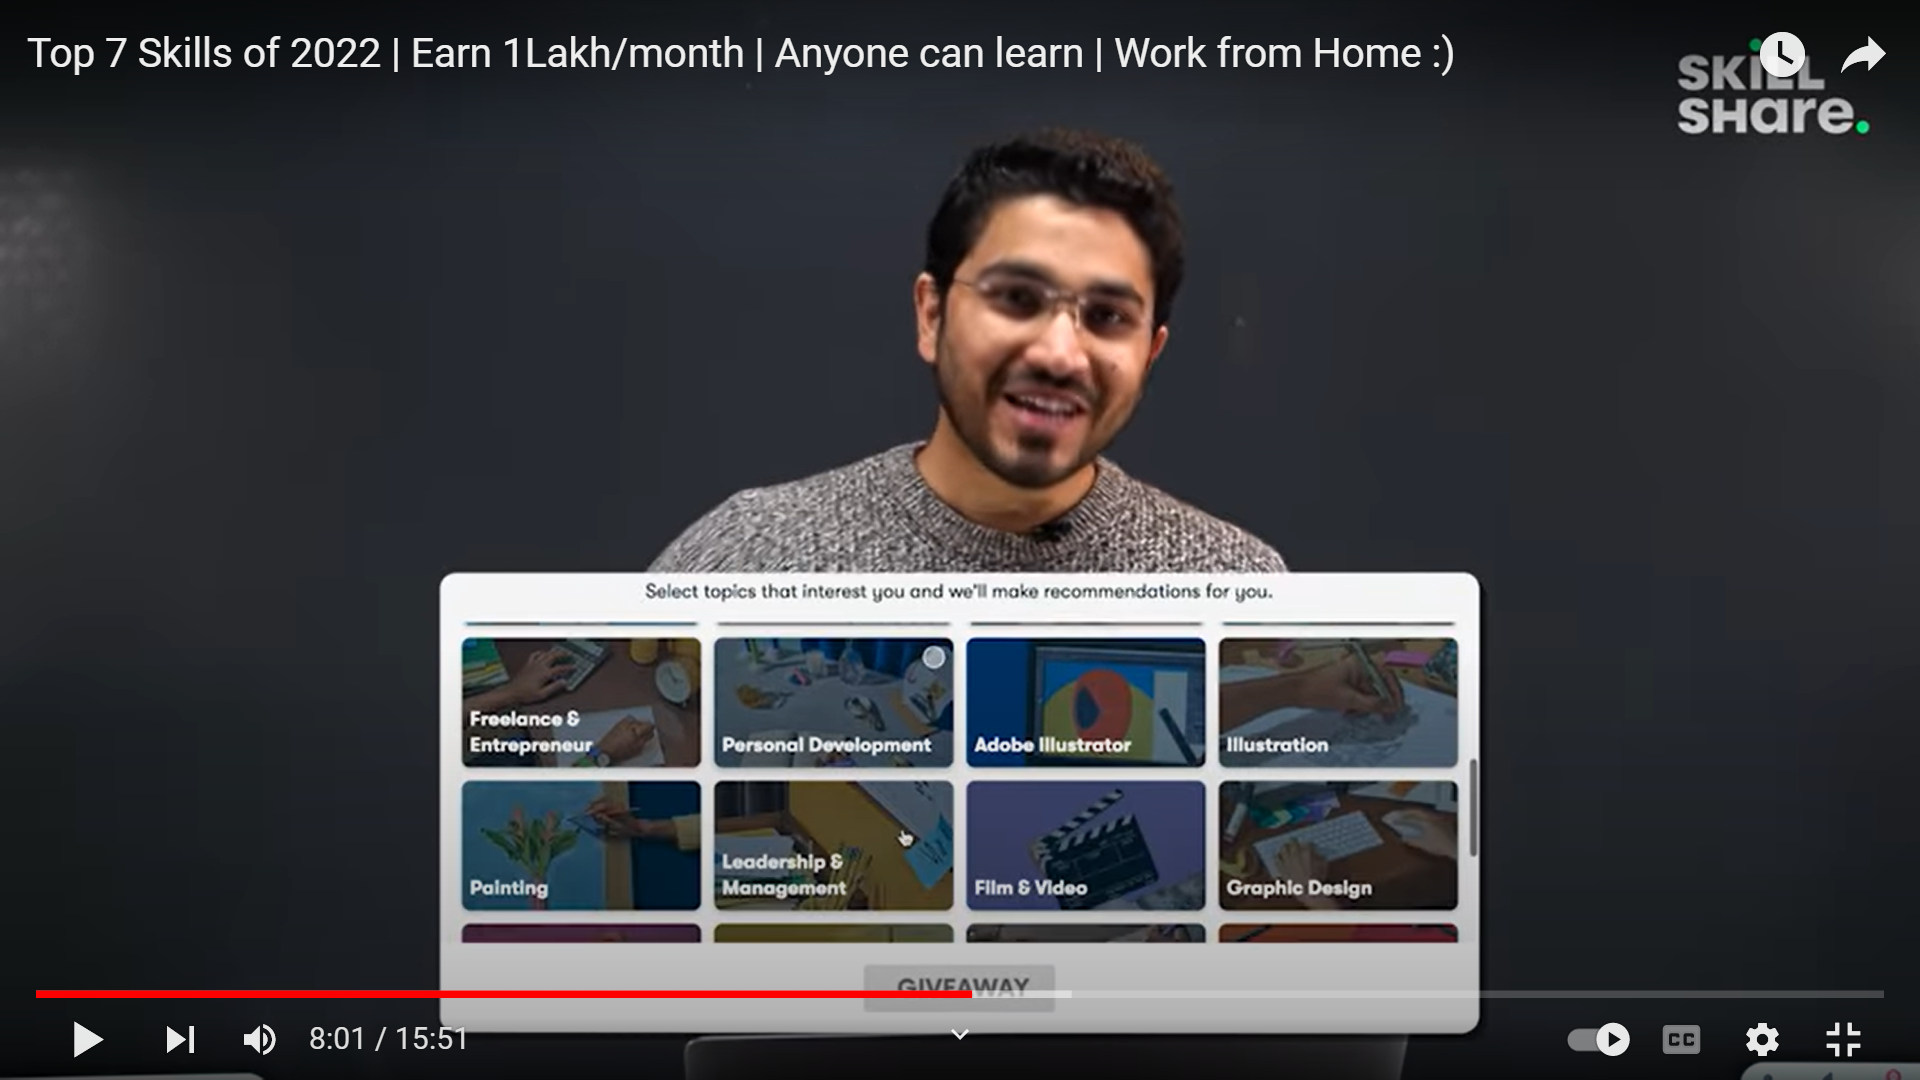 Top 7 Skills of 2022 | Earn 1Lakh/month | Anyone can learn | Work from Home :)
SKILL
SHare.
Select topics that interest you and we'll make recommendations for you.
Freelance &
Entrepreneur
Personal Development
Adobe Illustrator
Illustration
Painting
Leadership &
Management
Film & Video
Graphic Design
GIVEAWAY
8:01 / 15:51
CC